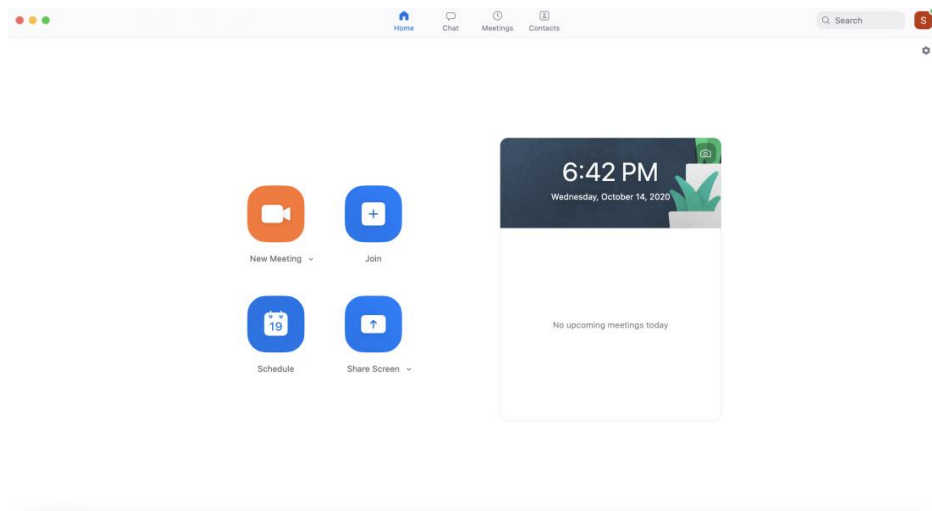 Home Chat Meetings Contacts
Search
S
6:42 PM
Wednesday, October 14, 2020
New Meeting
Join
19
Schedule
Share Screen
No upcoming meetings today